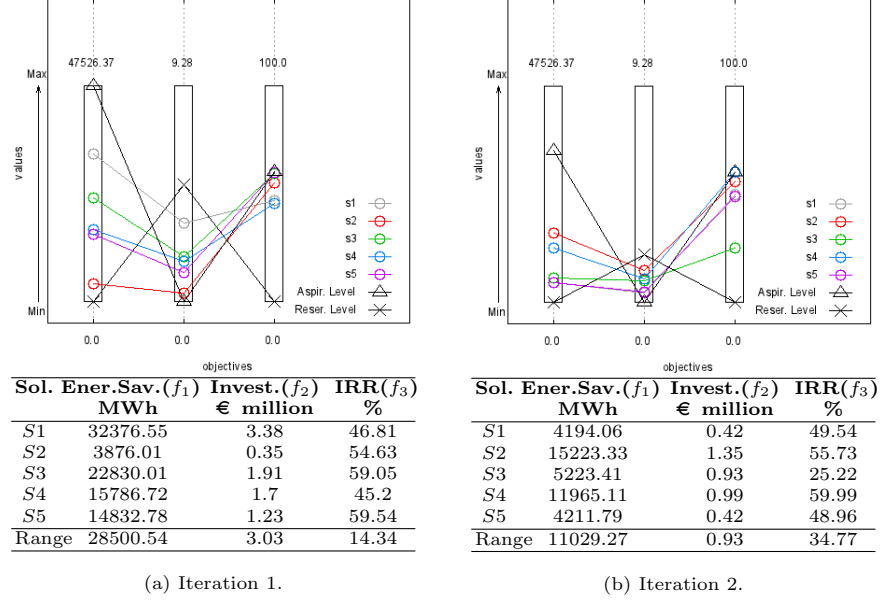 47526.37 9.28 100.0
Max
values
s1
s2
s3
s4
s5
Aspir. Level
Reser. Level
Min
0.0 0.0 0.0
objectives
Sol. Ener.Sav.(f1) Invest.(f2) IRR(f3)
MWh € million %
S1 32376.55 3.38 46.81
S2 3876.01 0.35 54.63
S3 22830.01 1.91 59.05
S4 15786.72 1.7 45.2
S5 14832.78 1.23 59.54
Range 28500.54 3.03 14.34
(a) Iteration 1.
47526.37 9.28 100.0
Max
values
s1
s2
s3
s4
s5
Aspir. Level
Reser. Level
Min
0.0 0.0 0.0
objectives
Sol. Ener.Sav.(f1) Invest.(f2) IRR(f3)
MWh € million %
S1 4194.06 0.42 49.54
S2 15223.33 1.35 55.73
S3 5223.41 0.93 25.22
S4 11965.11 0.99 59.99
S5 4211.79 0.42 48.96
Range 11029.27 0.93 34.77
(b) Iteration 2.